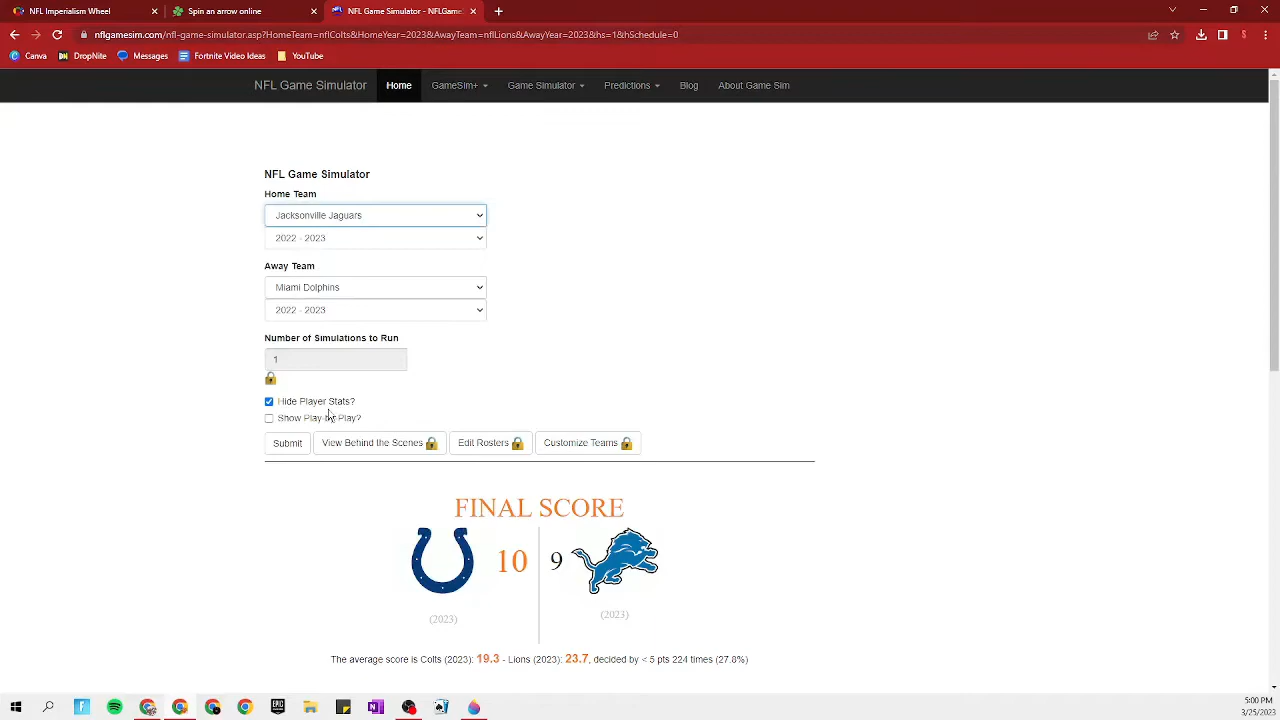 NFL Imperialism Wheel
Spin an arrow online
NFL Game Simulator - NFLGame
nflgamesim.com/nfl-game-simulator.asp?HomeTeam=nflColts&HomeYear=2023&AwayTeam=nflLions&AwayYear=2023&hs=1&hSchedule=0
S
Canva
DN
DropNite
Messages
Fortnite Video Ideas
YouTube
NFL Game Simulator
Home
GameSim+
Game Simulator
Predictions
Blog
About Game Sim
NFL Game Simulator
Home Team
Jacksonville Jaguars
2022 - 2023
Away Team
Miami Dolphins
2022 - 2023
Number of Simulations to Run
1
Hide Player Stats?
Show Play-by-Play?
Submit
View Behind the Scenes
Edit Rosters
Customize Teams
FINAL SCORE
10
9
(2023)
(2023)
The average score is Colts (2023): 19.3 - Lions (2023): 23.7, decided by < 5 pts 224 times (27.8%)
5:00 PM
3/25/2023